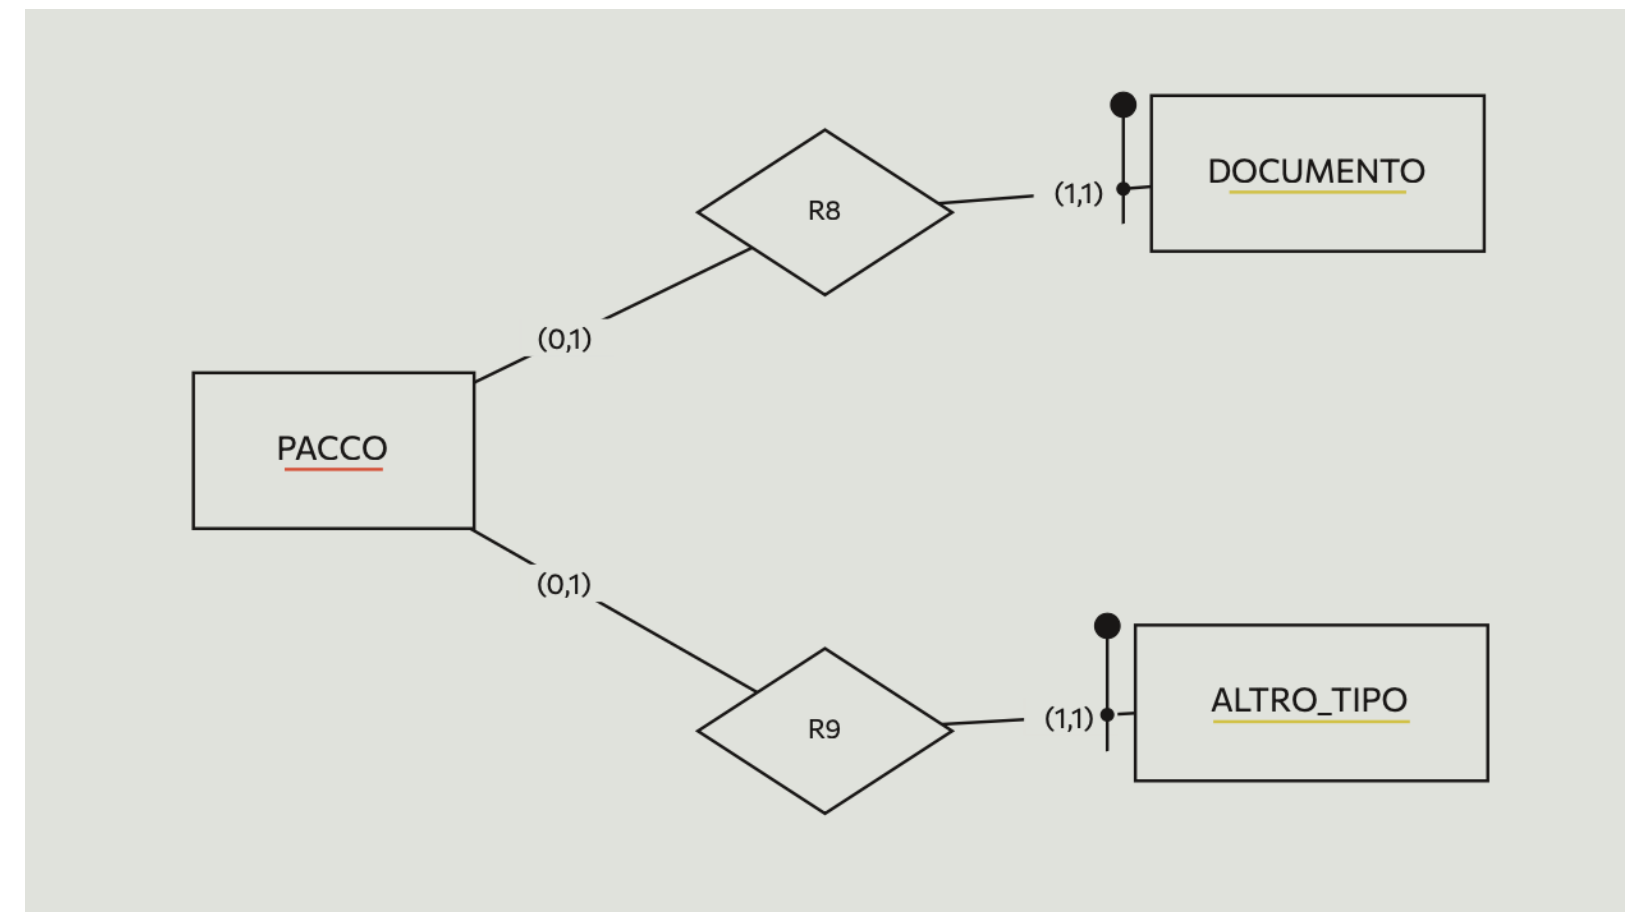 DOCUMENTO
R8
(1,1)
(0,1)
PACCO
(0,1)
ALTRO_TIPO
R9
(1,1)